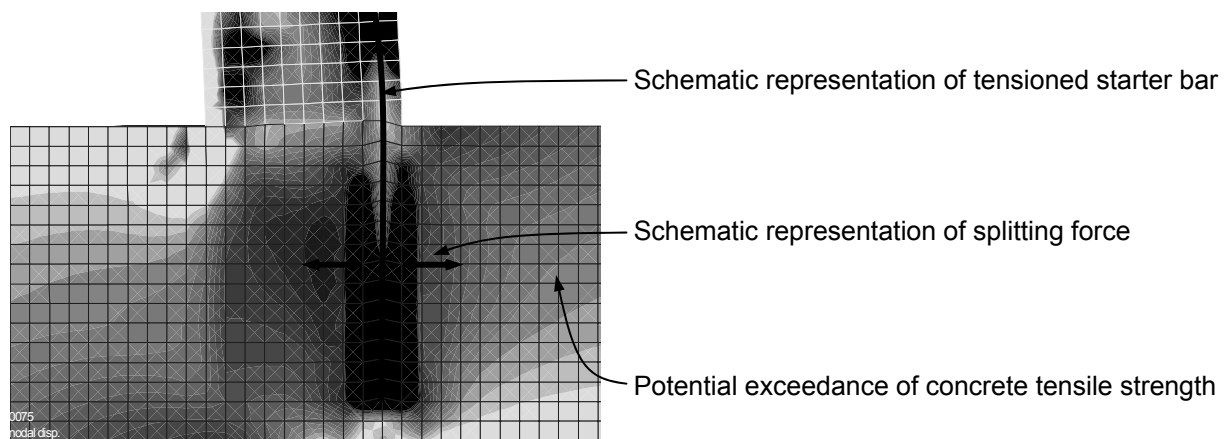 Schematic representation of tensioned starter bar
Schematic representation of splitting force
Potential exceedance of concrete tensile strength
0075
nodal disp.